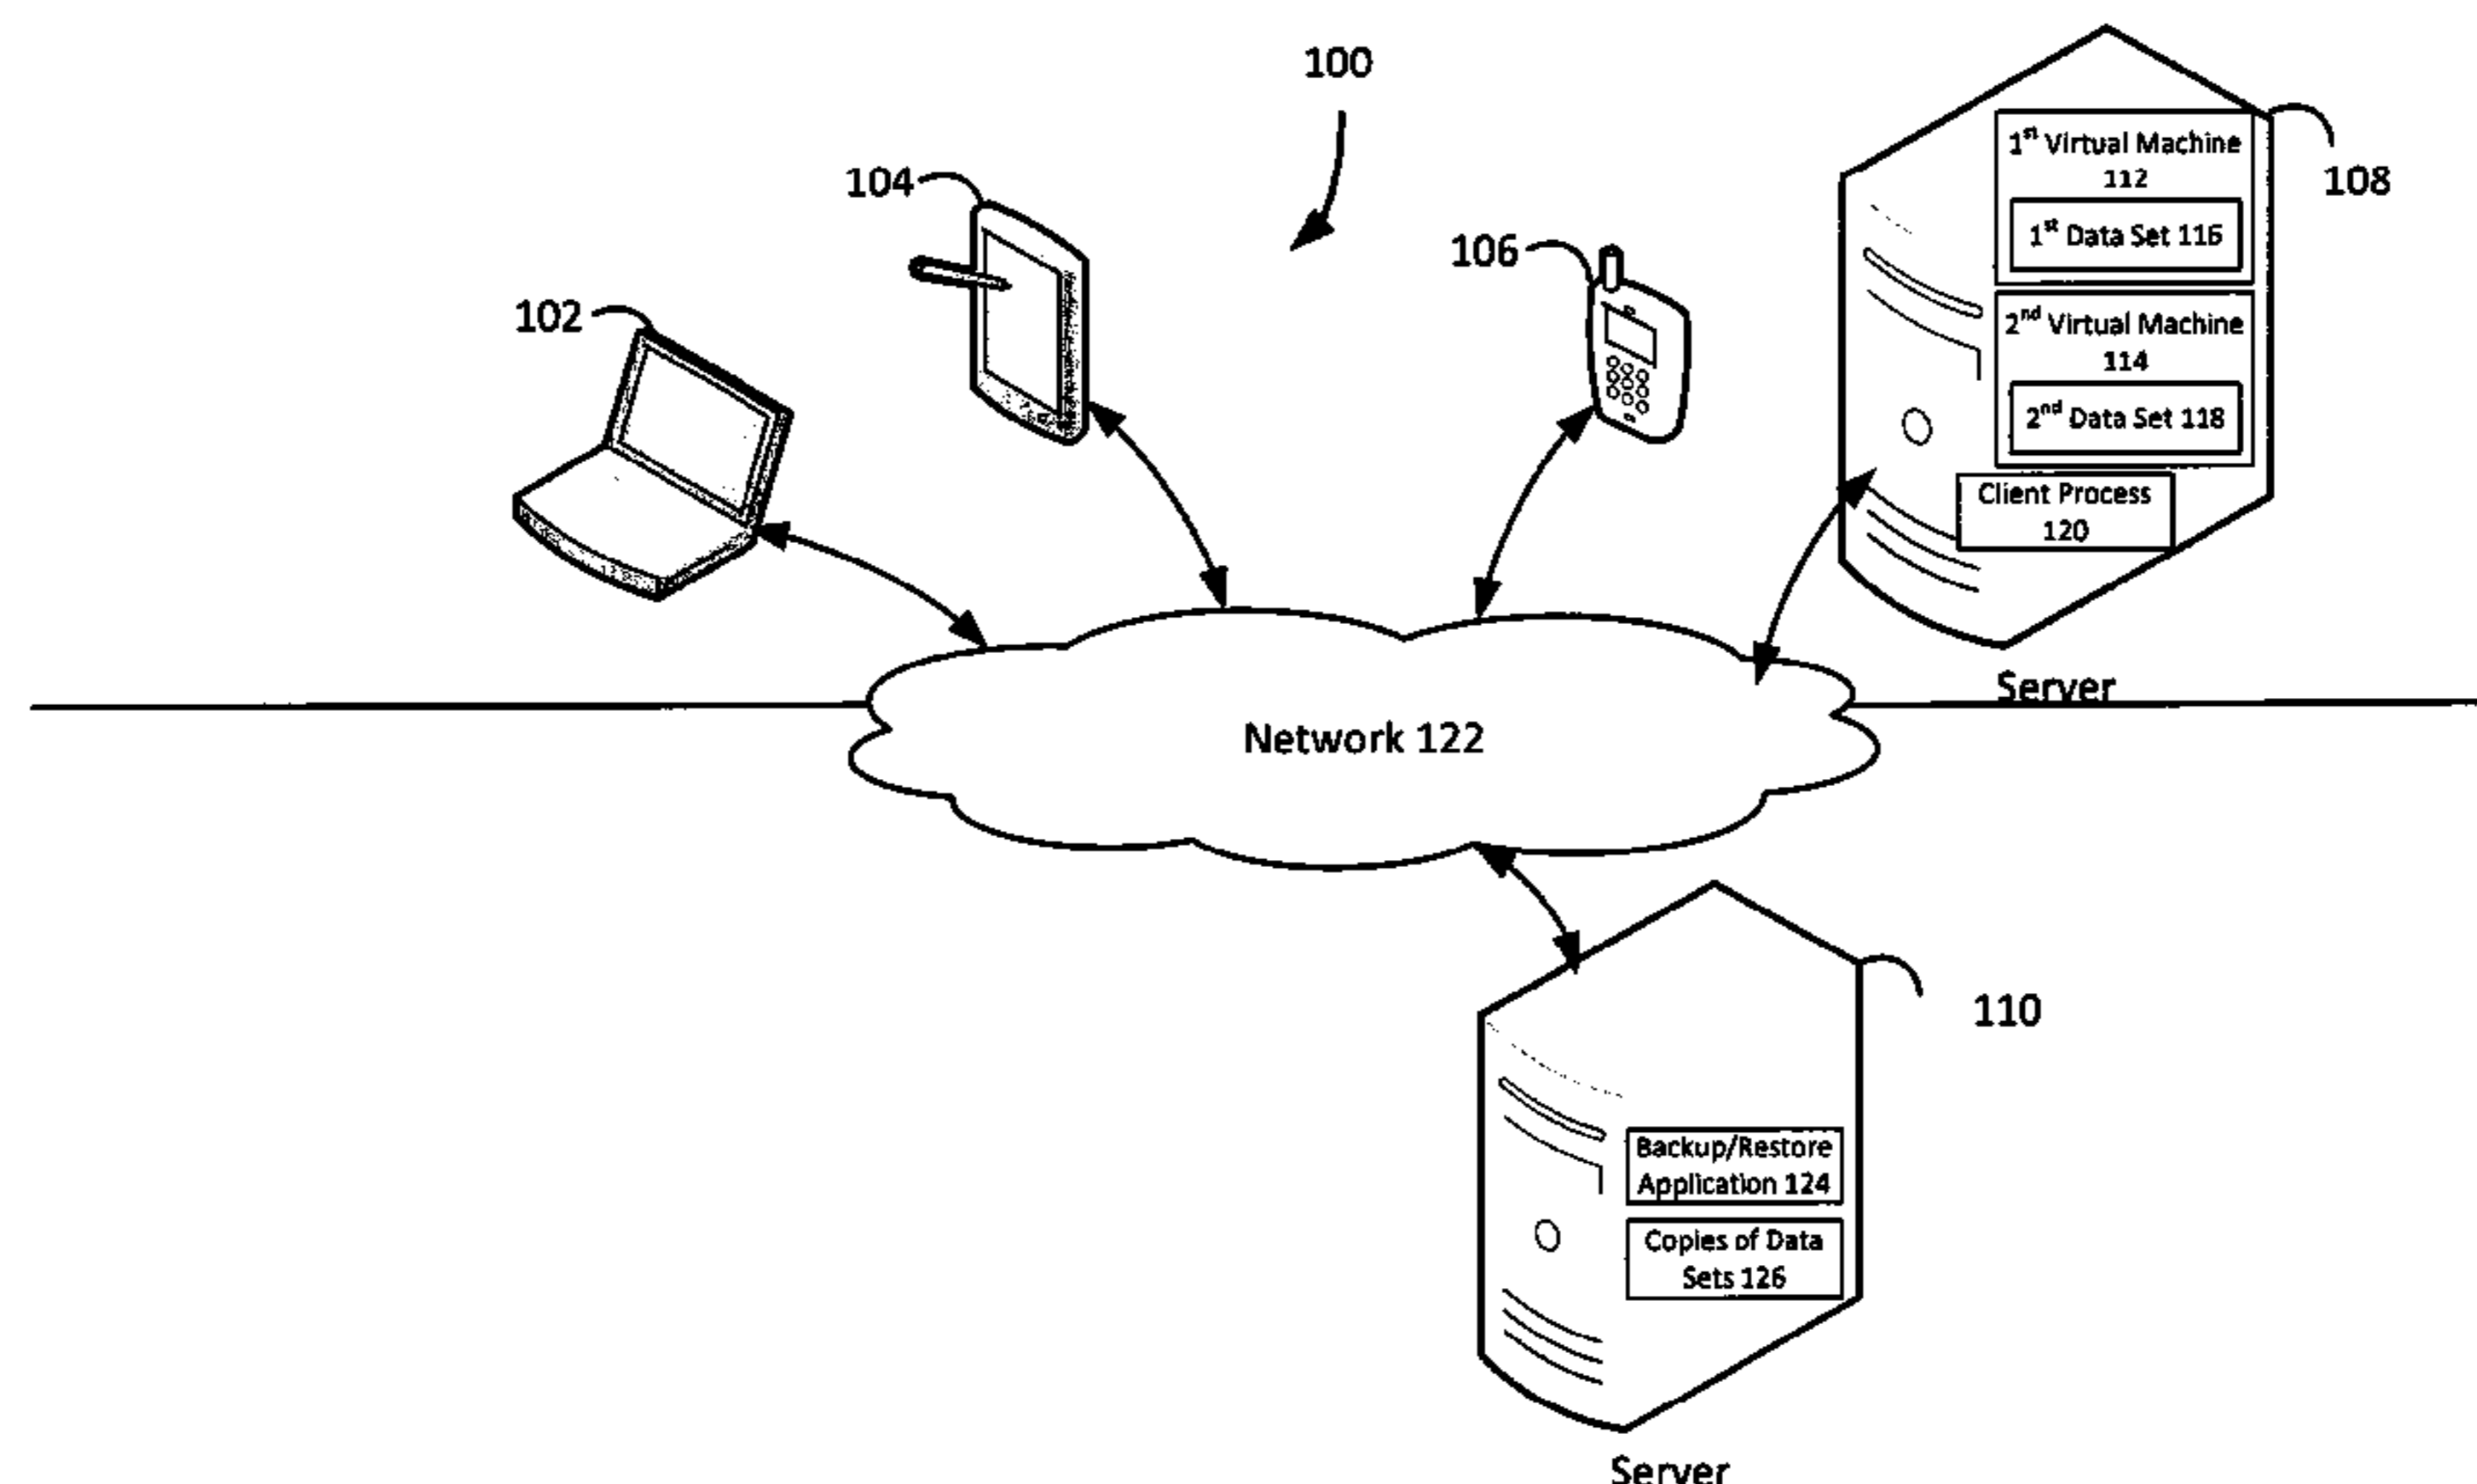 100
104
106
102
1st Virtual Machine
112
1st Data Set 116
108
2nd Virtual Machine
114
2nd Data Set 118
Client Process
120
Server
Network 122
110
Backup/Restore
Application 124
Copies of Data
Sets 126
Server